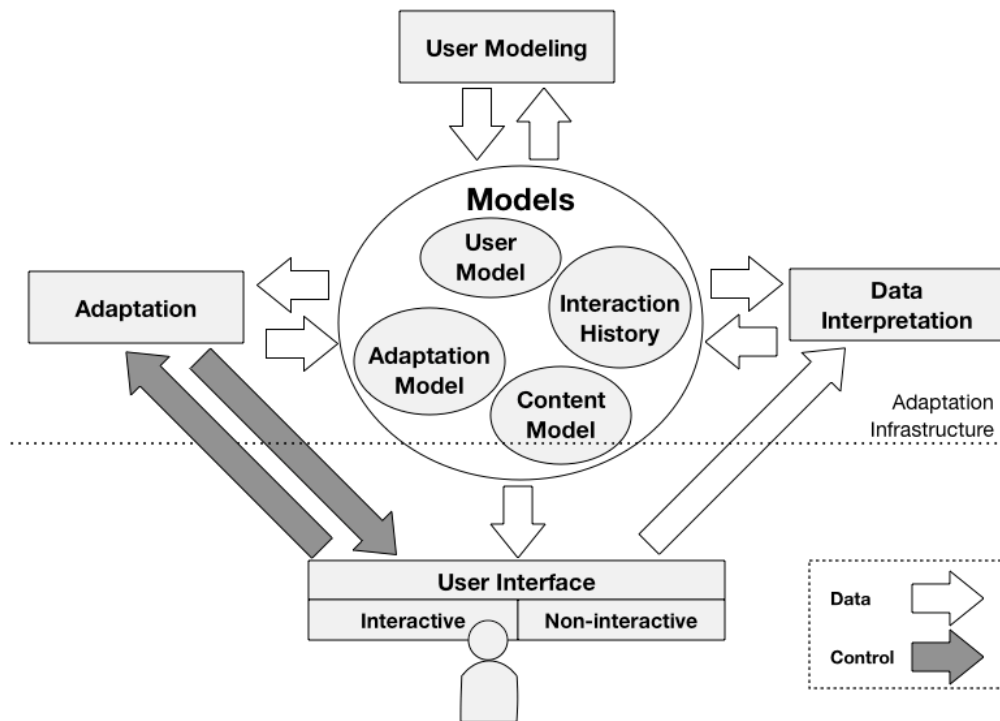 User Modeling
Models
User
Model
Interaction
History
Adaptation
Model
Content
Model
Adaptation
Data
Interpretation
Adaptation
Infrastructure
User Interface
Interactive
Non-interactive
Data
Control